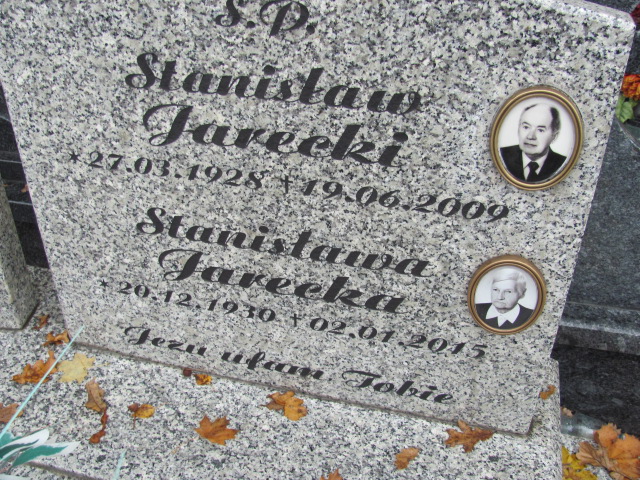 Ś.P.
Stanisław
Jarecki
*27.03.1928 †19.06.2009
Stanisława
Jarecka
*20.12.1930 †02.01.2015
Jezu ufam Tobie